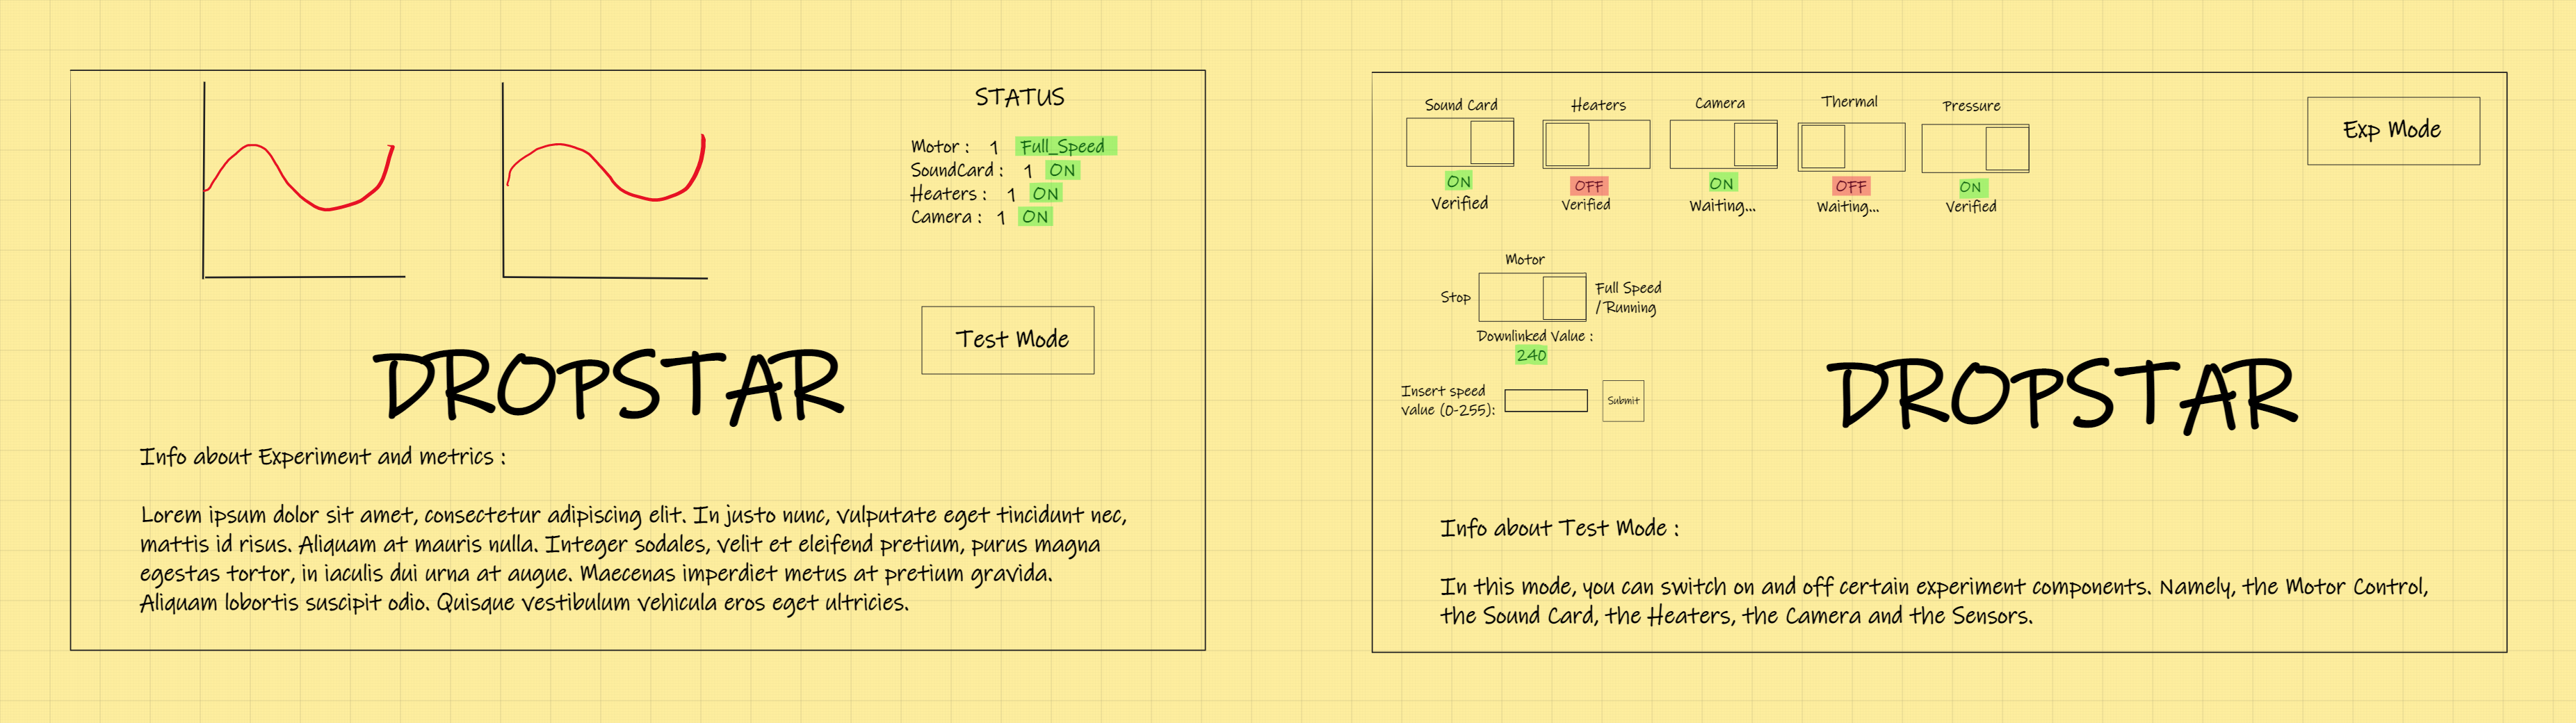 STATUS
Motor : 1 Full_Speed
SoundCard : 1 ON
Heaters : 1 ON
Camera : 1 ON
Test Mode
DROPSTAR
Info about Experiment and metrics :
Lorem ipsum dolor sit amet, consectetur adipiscing elit. In justo nunc, vulputate eget tincidunt nec,
mattis id risus. Aliquam at mauris nulla. Integer sodales, velit et eleifend pretium, purus magna
egestas tortor, in iaculis dui urna at augue. Maecenas imperdiet metus at pretium gravida.
Aliquam lobortis suscipit odio. Quisque vestibulum vehicula eros eget ultricies.
Sound Card Heaters Camera Thermal Pressure
ON OFF ON OFF ON
Verified Verified Waiting... Waiting... Verified
Exp Mode
Motor
Stop
Full Speed
/Running
Downlinked Value :
240
Insert speed
value (0-255):
Submit
DROPSTAR
Info about Test Mode :
In this mode, you can switch on and off certain experiment components. Namely, the Motor Control,
the Sound Card, the Heaters, the Camera and the Sensors.